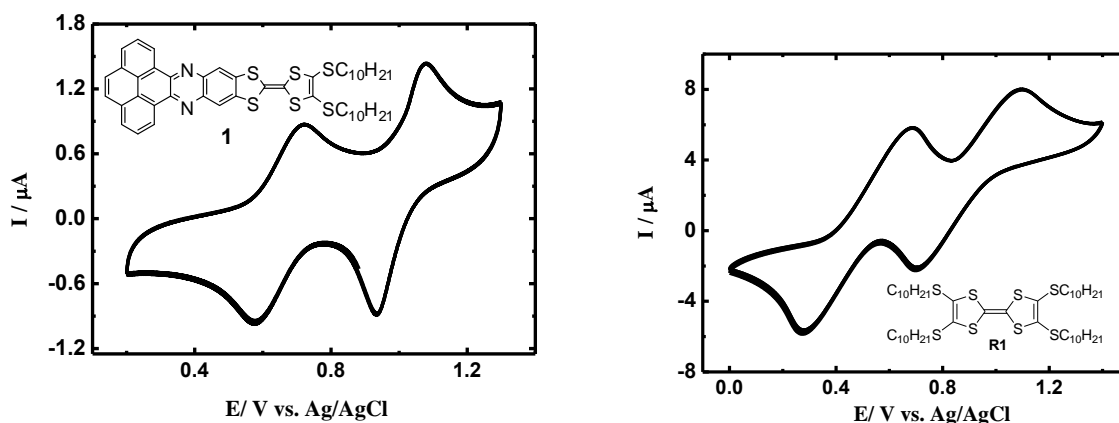 1.8
1.2
0.6
0.0
-0.6
-1.2
I / µA
N
N
S
S
S
S
SC10H21
SC10H21
1
0.4
0.8
1.2
E/ V vs. Ag/AgCl
8
4
0
-4
-8
I / µA
C10H21S
C10H21S
S
S
S
S
SC10H21
SC10H21
R1
0.0
0.4
0.8
1.2
E/ V vs. Ag/AgCl